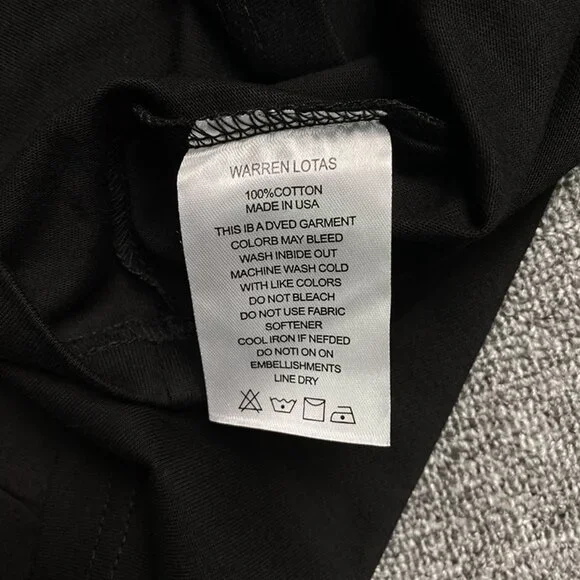 WARREN LOTAS
100%COTTON
MADE IN USA
THIS IB A DVED GARMENT
COLORB MAY BLEED
WASH INBIDE OUT
MACHINE WASH COLD
WITH LIKE COLORS
DO NOT BLEACH
DO NOT USE FABRIC
SOFTENER
COOL IRON IF NEFDED
DO NOTI ON ON
EMBELLISHMENTS
LINE DRY